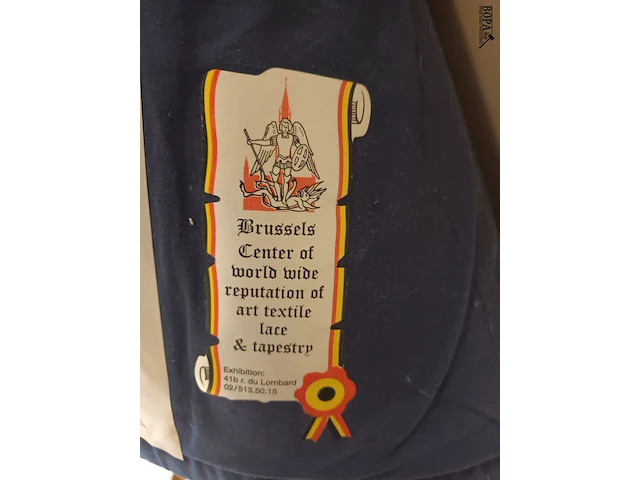 BOPA
Brussels
Center of
world wide
reputation of
art textile
lace
& tapestry
Exhibition:
41b r. du Lombard
02/513.50.15